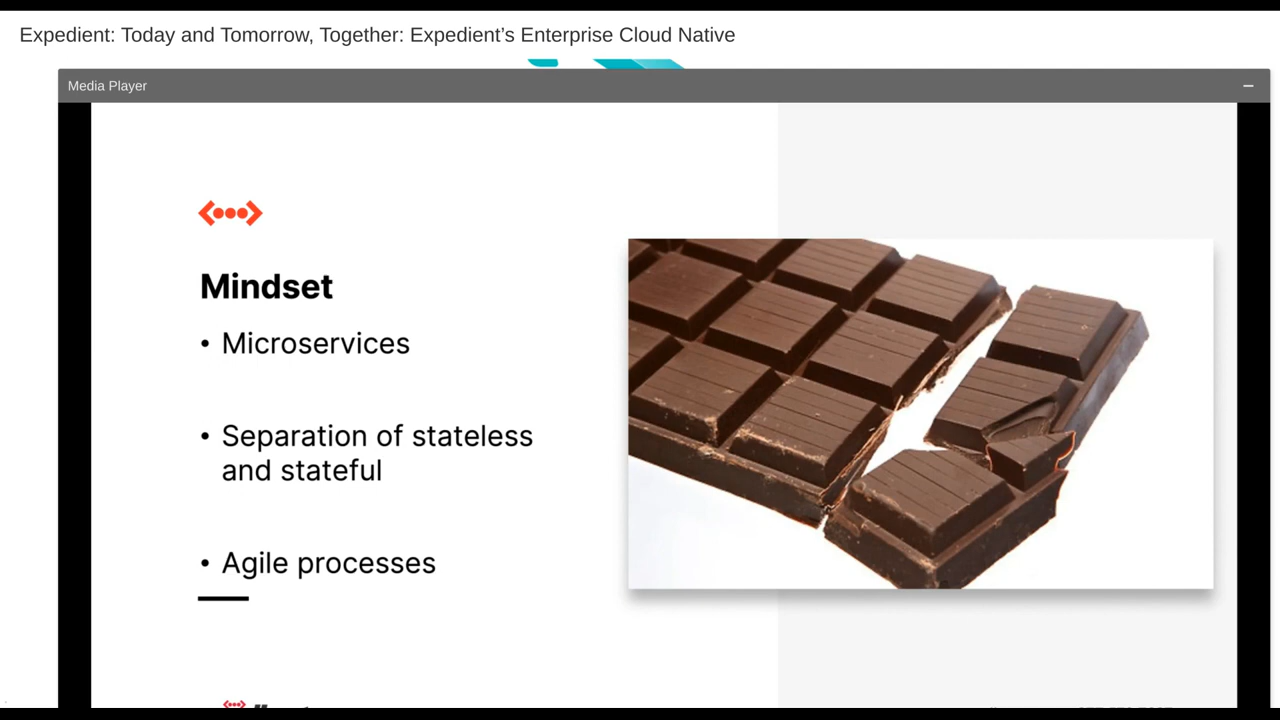 Expedient: Today and Tomorrow, Together: Expedient’s Enterprise Cloud Native
Media Player
Mindset
• Microservices
• Separation of stateless
and stateful
• Agile processes